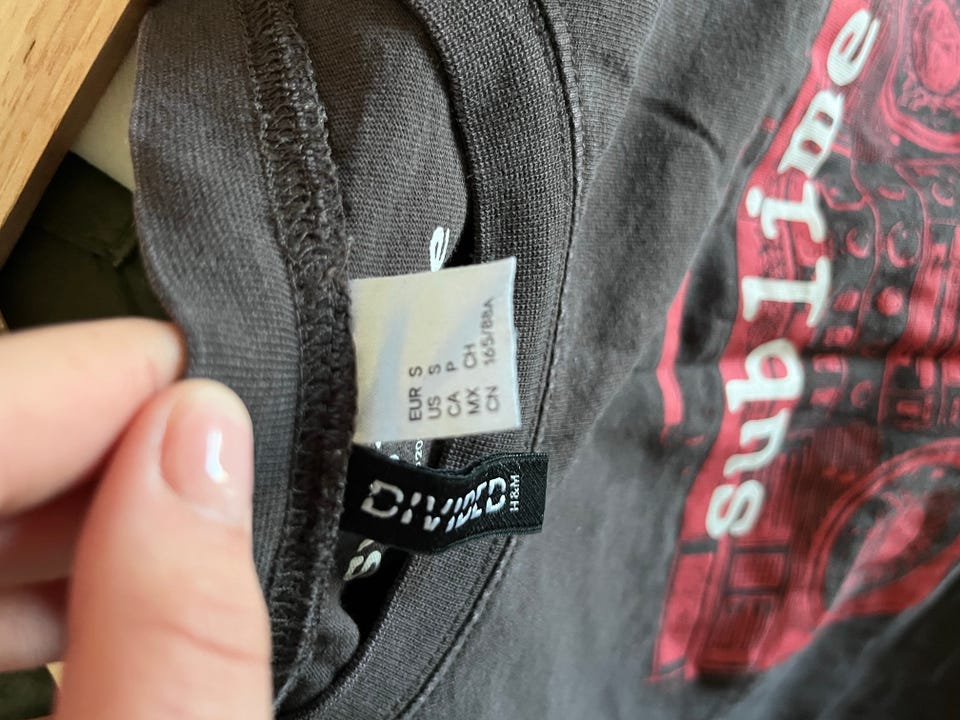 EUR S
US S
CA P
MX CH
CN 165/88A
DIVIDED
H&M
sublime